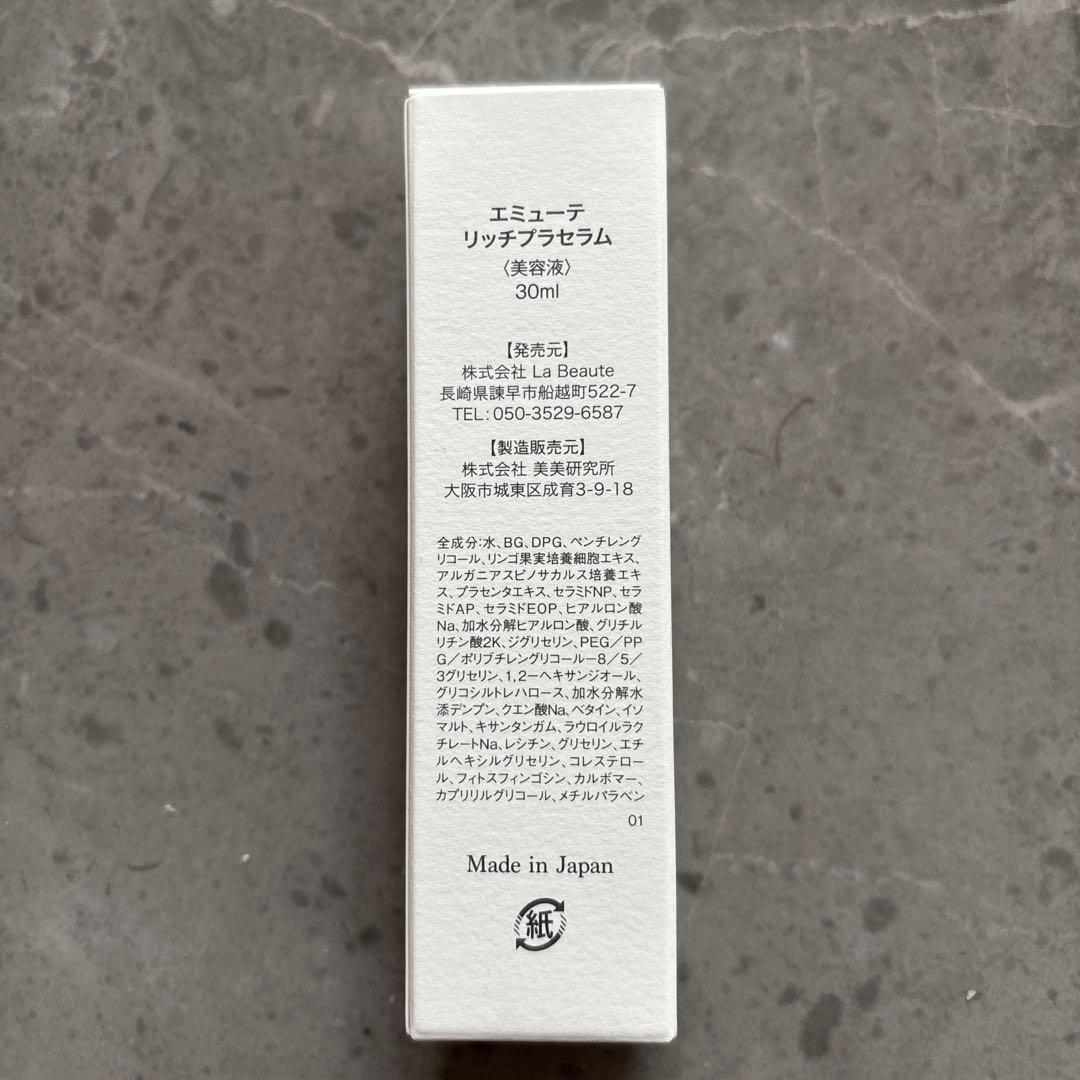 エミューテ
リッチプラセラム
〈美容液〉
30ml
【発売元】
株式会社 La Beaute
長崎県諫早市船越町522-7
TEL:050-3529-6587
【製造販売元】
株式会社 美美研究所
大阪市城東区成育3-9-18
全成分:水、BG、DPG、ペンチレング
リコール、リンゴ果実培養細胞エキス、
アルガニアスピノサカルス培養エキ
ス、プラセンタエキス、セラミドNP、セラ
ミドAP、セラミドEOP、ヒアルロン酸
Na、加水分解ヒアルロン酸、グリチル
リチン酸2K、ジグリセリン、PEG/PP
G/ポリブチレングリコールー8/5/
3グリセリン、1,2ーヘキサンジオール、
グリコシルトレハロース、加水分解水
添デンプン、クエン酸Na、ベタイン、イソ
マルト、キサンタンガム、ラウロイルラク
チレートNa、レシチン、グリセリン、エチ
ルヘキシルグリセリン、コレステロー
ル、フィトスフィンゴシン、カルボマー、
カプリリルグリコール、メチルパラベン
01
Made in Japan
紙